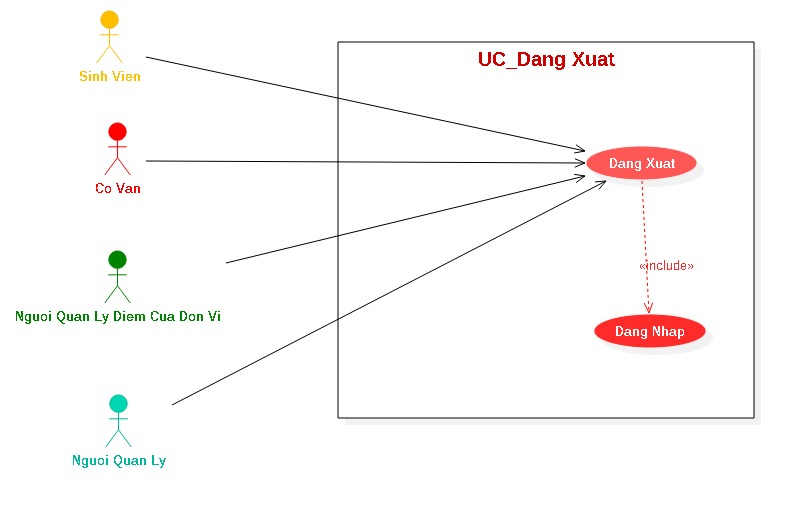 UC_Dang Xuat
Sinh Vien
Dang Xuat
Co Van
«include»
Nguoi Quan Ly Diem Cua Don Vi
Dang Nhap
Nguoi Quan Ly